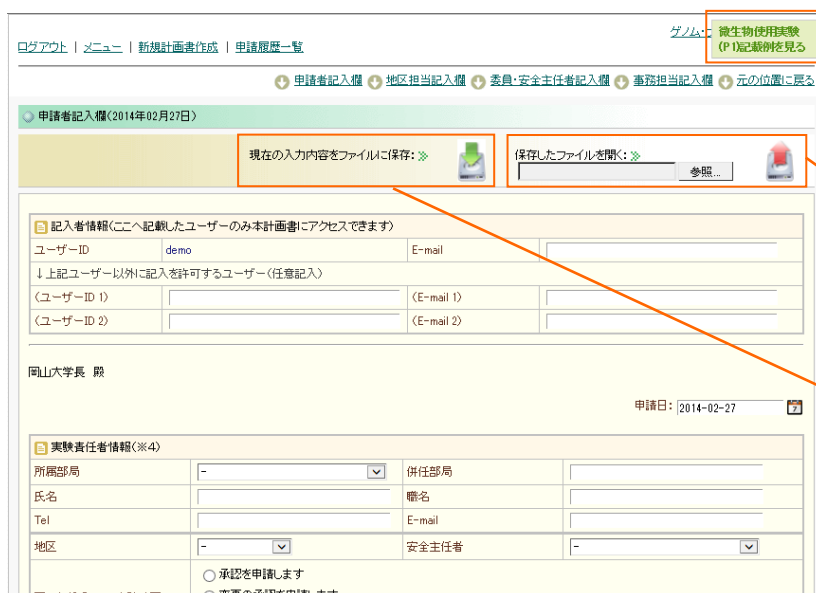 ゲノム・
微生物使用実験
(P1)記載例を見る
ログアウト | メニュー | 新規計画書作成 | 申請履歴一覧
申請者記入欄 地区担当記入欄 委員・安全主任者記入欄 事務担当記入欄 元の位置に戻る
申請者記入欄(2014年02月27日)
現在の入力内容をファイルに保存: 保存したファイルを開く:
参照...
記入者情報(ここへ記載したユーザーのみ本計画書にアクセスできます)
ユーザーID demo E-mail
↓上記ユーザー以外に記入を許可するユーザー(任意記入)
(ユーザーID 1) (E-mail 1)
(ユーザーID 2) (E-mail 2)
岡山大学長 殿
申請日: 2014-02-27
実験責任者情報(※4)
所属部局 - 併任部局
氏名 職名
Tel E-mail
地区 - 安全主任者 -
承認を申請します
変更の承認を申請します